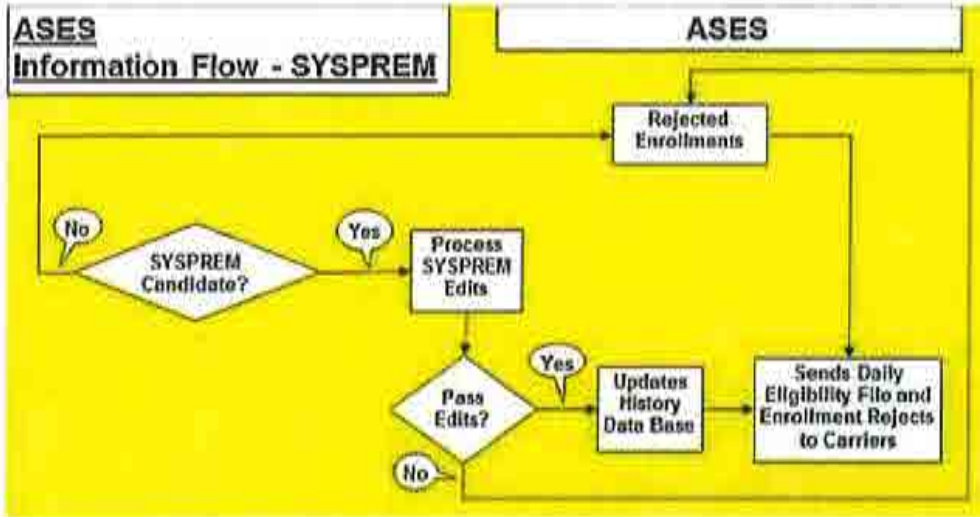 ASES
Information Flow - SYSPREM
ASES
Rejected
Enrollments
No
SYSPREM
Candidate?
Yes
Process
SYSPREM
Edits
Pass
Edits?
Yes
Updates
History
Data Base
Sends Daily
Eligibility File and
Enrollment Rejects
to Carriers
No